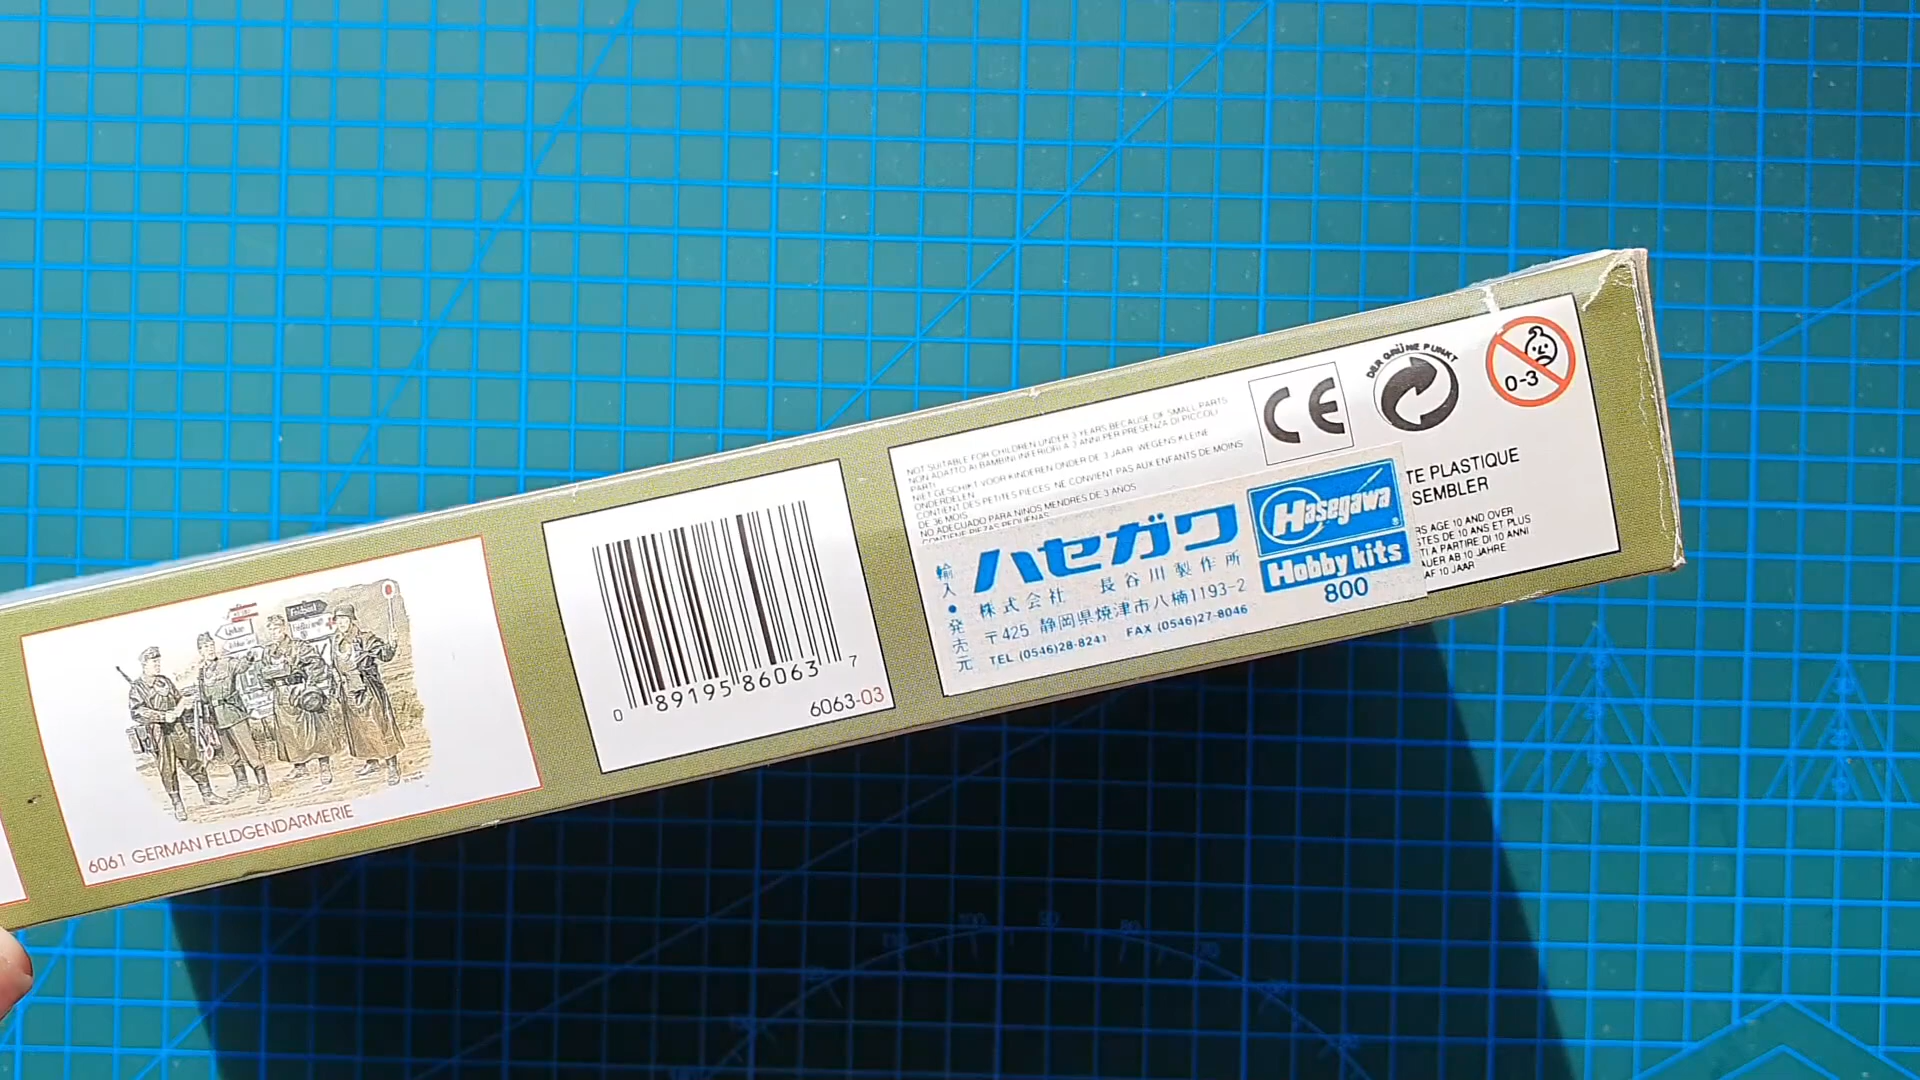 6061 GERMAN FELDGENDARMERIE
0 89195 86063 7
6063-03
NOT SUITABLE FOR CHILDREN UNDER 3 YEARS BECAUSE OF SMALL PARTS
NON ADATTO AI BAMBINI INFERIORI A 3 ANNI PER PRESENZA DI PICCOLI
PARTI
NIET GESCHIKT VOOR KINDEREN ONDER DE 3 JAAR WEGENS KLEINE
ONDERDELEN
CONTIENT DES PETITES PIECES. NE CONVIENT PAS AUX ENFANTS DE MOINS
DE 36 MOIS
NO ADECUADO PARA NINOS MENORES DE 3 ANOS
CONTIENE PIEZAS PEQUENAS
CE
DER GRÜNE PUNKT
0-3
TE PLASTIQUE
SEMBLER
RS AGE 10 AND OVER
STES DE 10 ANS ET PLUS
TI A PARTIRE DI 10 ANNI
AUER AB 10 JAHRE
AF 10 JAAR
輸入・発売元
ハセガワ
株式会社 長谷川製作所
〒425 静岡県焼津市八楠1193-2
TEL (0546)28-8241 FAX (0546)27-8046
Hasegawa
Hobby kits
800